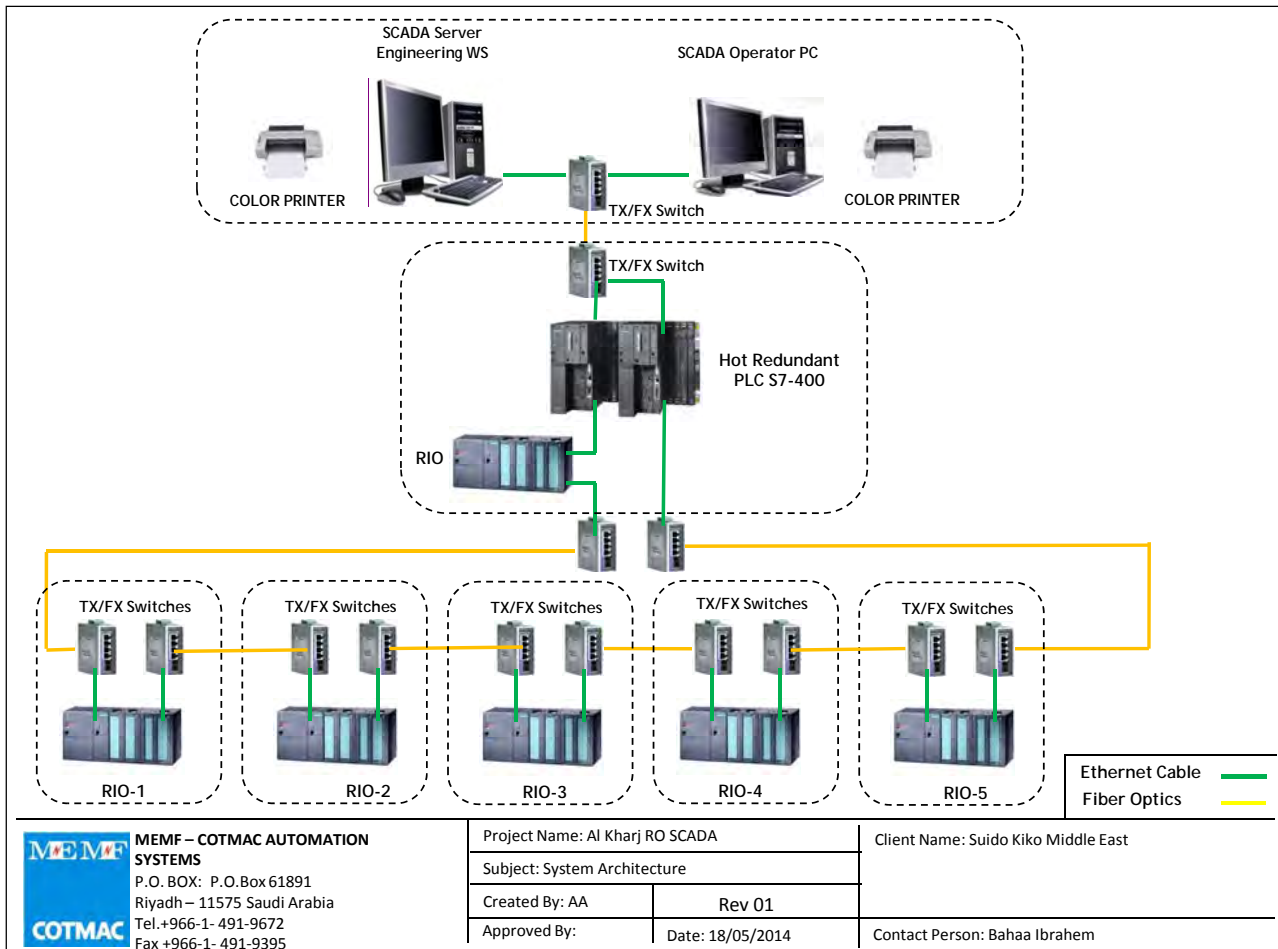 SCADA Server
Engineering WS
SCADA Operator PC
COLOR PRINTER
COLOR PRINTER
TX/FX Switch
TX/FX Switch
Hot Redundant
PLC S7-400
RIO
TX/FX Switches
TX/FX Switches
TX/FX Switches
TX/FX Switches
TX/FX Switches
RIO-1
RIO-2
RIO-3
RIO-4
RIO-5
Ethernet Cable
Fiber Optics
MEMF
COTMAC
MEMF – COTMAC AUTOMATION
SYSTEMS
P.O. BOX: P.O.Box 61891
Riyadh – 11575 Saudi Arabia
Tel.+966-1- 491-9672
Fax +966-1- 491-9395
Project Name: Al Kharj RO SCADA
Subject: System Architecture
Created By: AA
Rev 01
Approved By:
Date: 18/05/2014
Client Name: Suido Kiko Middle East
Contact Person: Bahaa Ibrahem